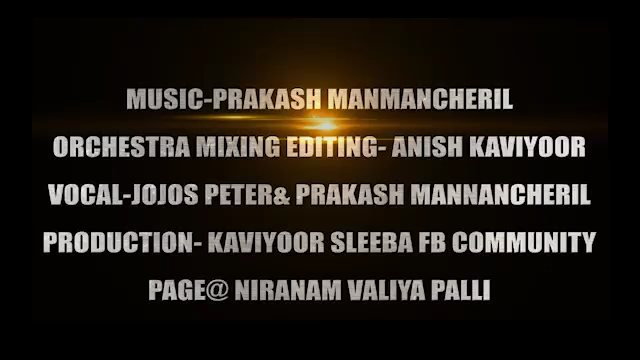 MUSIC-PRAKASH MANMANCHERIL
ORCHESTRA MIXING EDITING- ANISH KAVIYOOR
VOCAL-JOJOS PETER& PRAKASH MANNANCHERIL
PRODUCTION- KAVIYOOR SLEEBA FB COMMUNITY
PAGE@ NIRANAM VALIYA PALLI